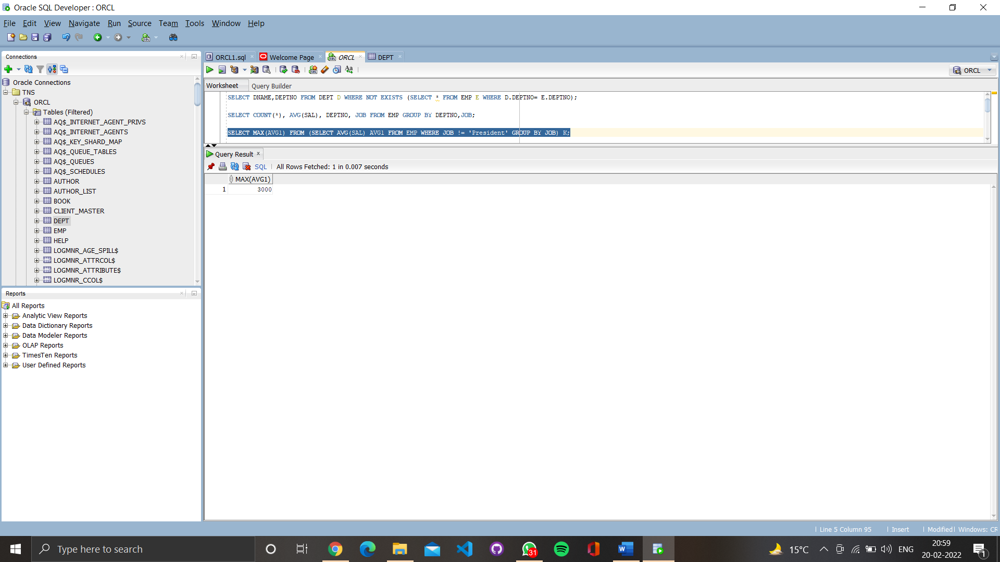 Oracle SQL Developer : ORCL
File Edit View Navigate Run Source Team Tools Window Help
Connections
Oracle Connections
TNS
ORCL
Tables (Filtered)
AQ$_INTERNET_AGENT_PRIVS
AQ$_INTERNET_AGENTS
AQ$_KEY_SHARD_MAP
AQ$_QUEUE_TABLES
AQ$_QUEUES
AQ$_SCHEDULES
AUTHOR
AUTHOR_LIST
BOOK
CLIENT_MASTER
DEPT
EMP
HELP
LOGMNR_AGE_SPILL$
LOGMNR_ATTRCOL$
LOGMNR_ATTRIBUTE$
LOGMNR_CCOL$
Reports
All Reports
Analytic View Reports
Data Dictionary Reports
Data Modeler Reports
OLAP Reports
TimesTen Reports
User Defined Reports
ORCL1.sql Welcome Page ORCL DEPT
ORCL
Worksheet Query Builder
SELECT DNAME,DEPTNO FROM DEPT D WHERE NOT EXISTS (SELECT * FROM EMP E WHERE D.DEPTNO= E.DEPTNO);
SELECT COUNT(*), AVG(SAL), DEPTNO, JOB FROM EMP GROUP BY DEPTNO,JOB;
SELECT MAX(AVG1) FROM (SELECT AVG(SAL) AVG1 FROM EMP WHERE JOB != 'President' GROUP BY JOB) K;
Query Result
SQL All Rows Fetched: 1 in 0.007 seconds
MAX(AVG1)
1 3000
Line 5 Column 95 Insert Modified Windows: CR
Type here to search
31
15°C ENG
20:59
20-02-2022
1